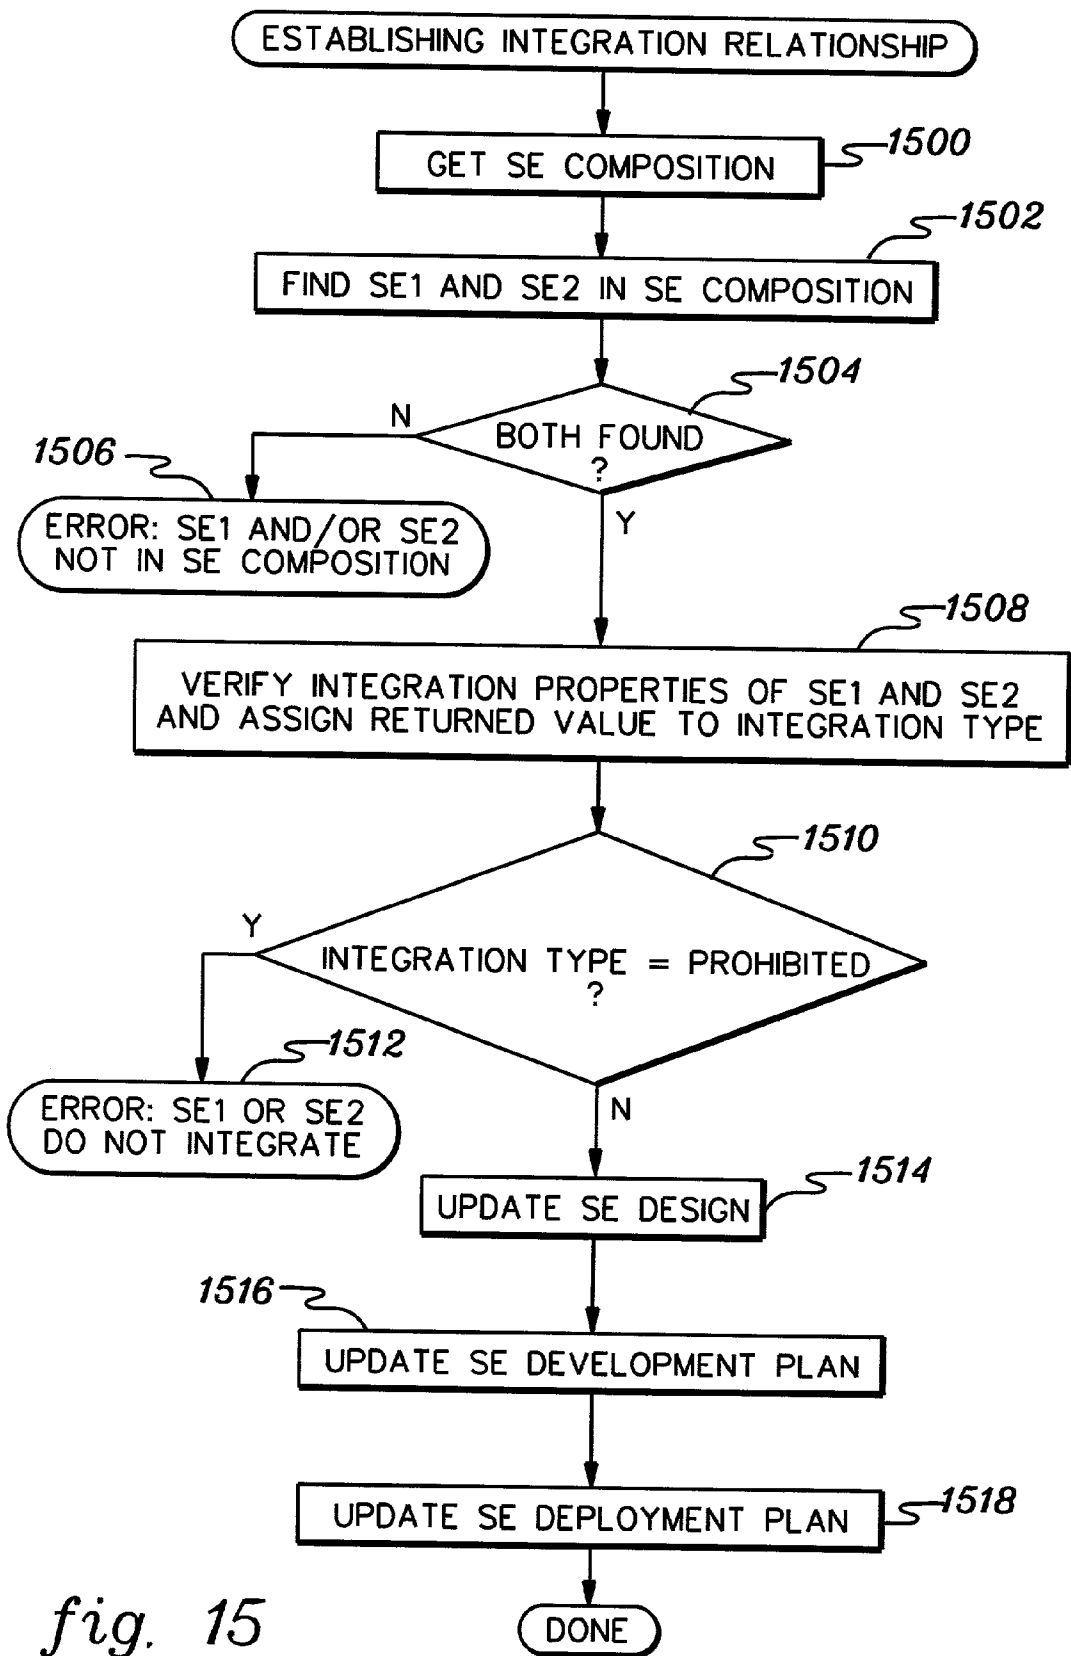 ESTABLISHING INTEGRATION RELATIONSHIP
GET SE COMPOSITION
1500
1502
FIND SE1 AND SE2 IN SE COMPOSITION
1504
N
BOTH FOUND
?
1506
ERROR: SE1 AND/OR SE2
NOT IN SE COMPOSITION
Y
1508
VERIFY INTEGRATION PROPERTIES OF SE1 AND SE2
AND ASSIGN RETURNED VALUE TO INTEGRATION TYPE
1510
Y
INTEGRATION TYPE = PROHIBITED
?
1512
ERROR: SE1 OR SE2
DO NOT INTEGRATE
N
1514
UPDATE SE DESIGN
1516
UPDATE SE DEVELOPMENT PLAN
1518
UPDATE SE DEPLOYMENT PLAN
DONE
fig. 15